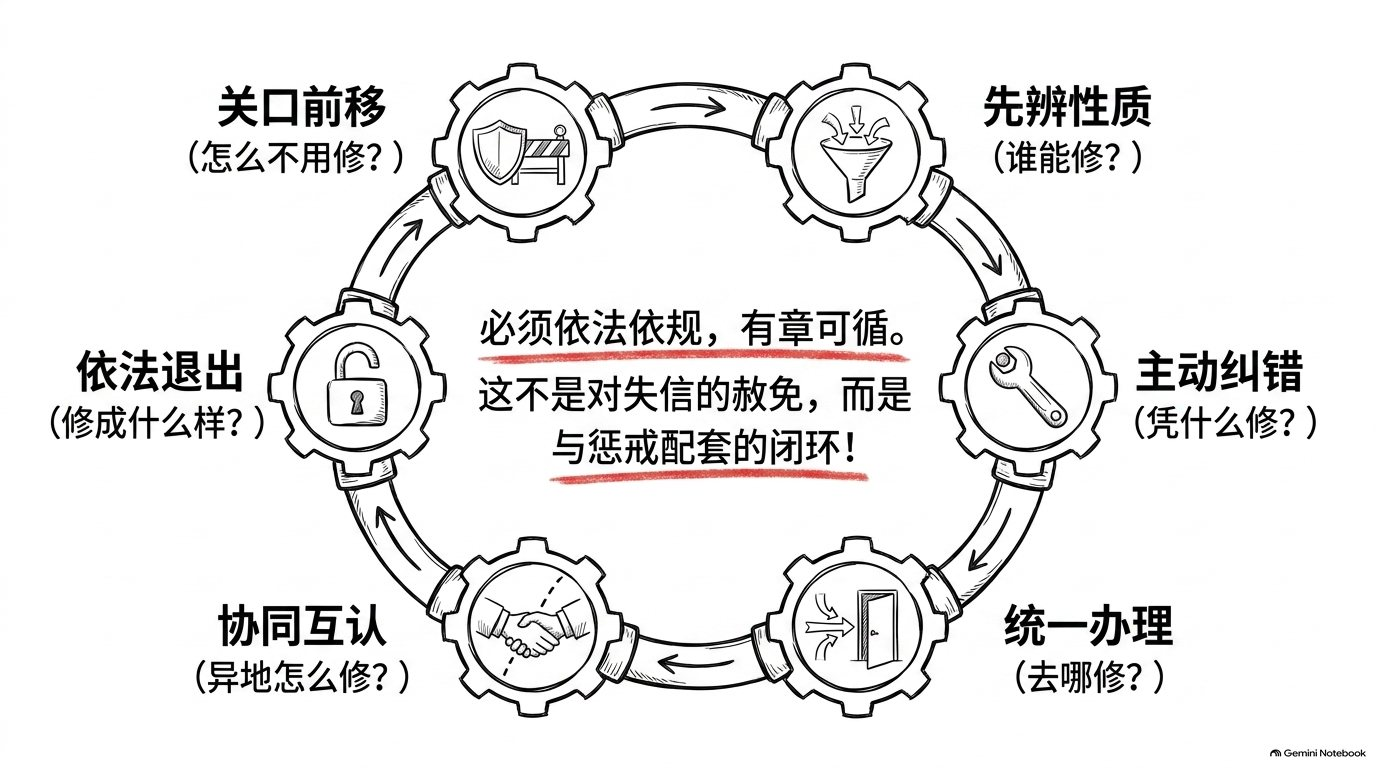 关口前移
（怎么不用修？）
先辨性质
（谁能修？）
必须依法依规，有章可循。
这不是对失信的赦免，而是
与惩戒配套的闭环！
依法退出
（修成什么样？）
主动纠错
（凭什么修？）
协同互认
（异地怎么修？）
统一办理
（去哪修？）
Gemini Notebook